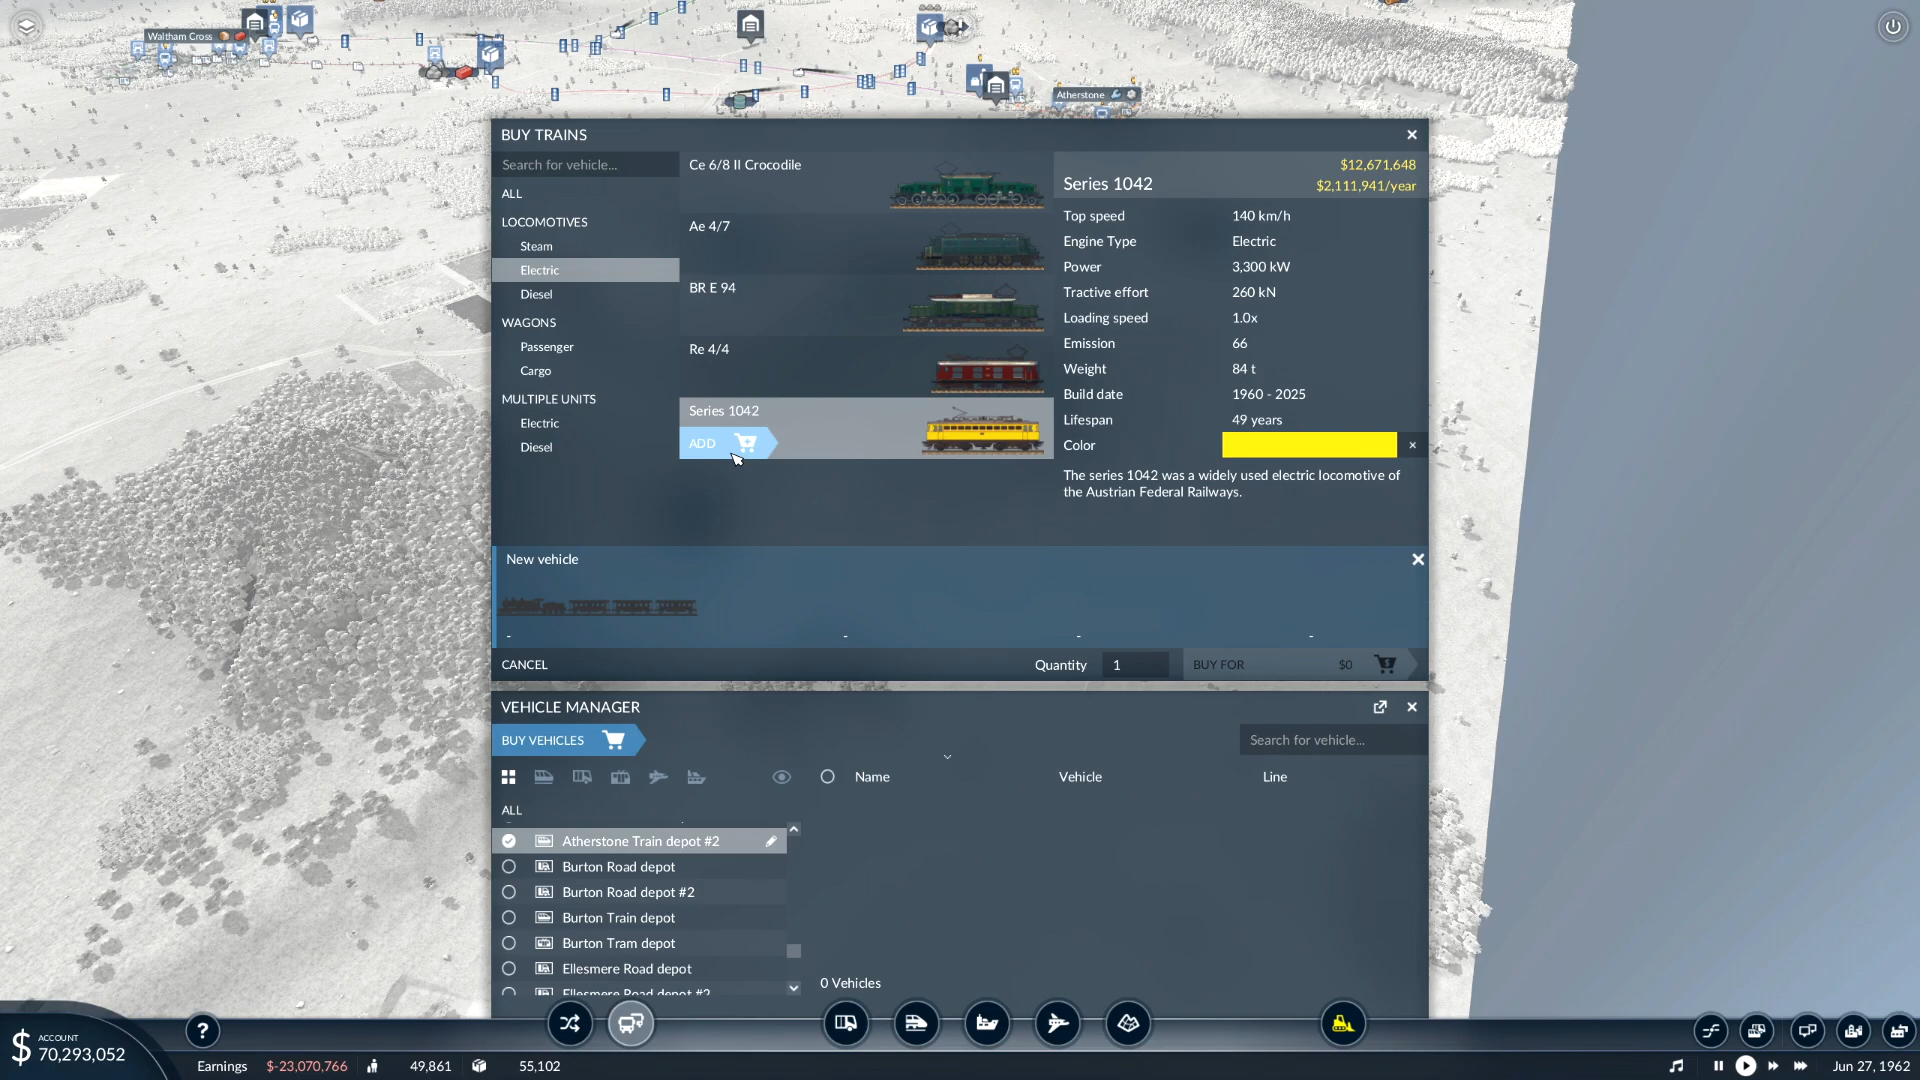 Waltham Cross
Atherstone
BUY TRAINS
Search for vehicle...
ALL
LOCOMOTIVES
Steam
Electric
Diesel
WAGONS
Passenger
Cargo
MULTIPLE UNITS
Electric
Diesel
Ce 6/8 II Crocodile
Ae 4/7
BR E 94
Re 4/4
Series 1042
ADD
$12,671,648
Series 1042
$2,111,941/year
Top speed 140 km/h
Engine Type Electric
Power 3,300 kW
Tractive effort 260 kN
Loading speed 1.0x
Emission 66
Weight 84 t
Build date 1960 - 2025
Lifespan 49 years
Color
The series 1042 was a widely used electric locomotive of
the Austrian Federal Railways.
New vehicle
- - - -
CANCEL
Quantity 1
BUY FOR $0
VEHICLE MANAGER
BUY VEHICLES
Search for vehicle...
Name Vehicle Line
ALL
Atherstone Train depot #2
Burton Road depot
Burton Road depot #2
Burton Train depot
Burton Tram depot
Ellesmere Road depot
Ellesmere Road depot #2
0 Vehicles
?
$ ACCOUNT
70,293,052
Earnings $-23,070,766 49,861 55,102
Jun 27, 1962